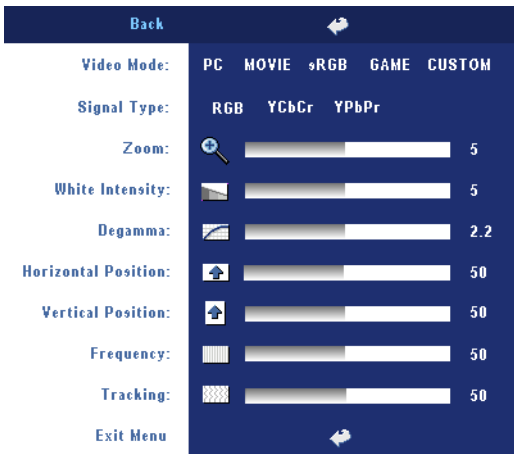 Back
Video Mode: PC MOVIE sRGB GAME CUSTOM
Signal Type: RGB YCbCr YPbPr
Zoom: 5
White Intensity: 5
Degamma: 2.2
Horizontal Position: 50
Vertical Position: 50
Frequency: 50
Tracking: 50
Exit Menu